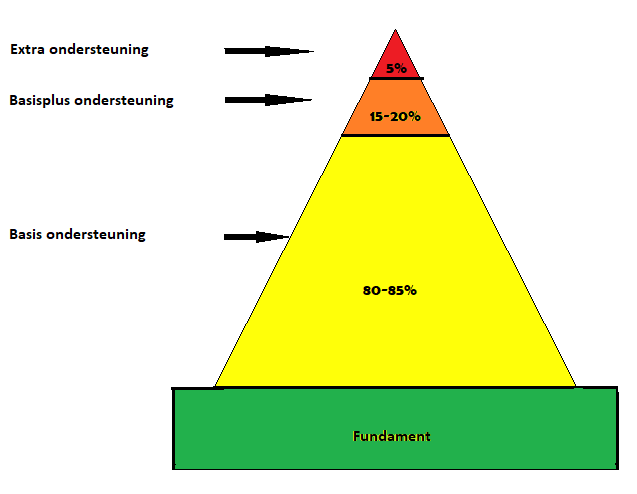 Extra ondersteuning
5%
Basisplus ondersteuning
15-20%
Basis ondersteuning
80-85%
Fundament